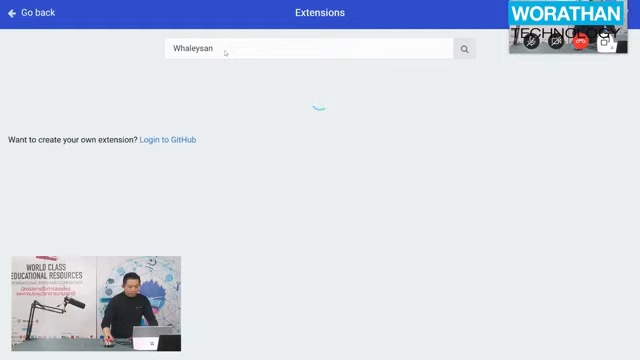 Go back
Extensions
WORATHAN
TECHNOLOGY
Whaleysan
Want to create your own extension? Login to GitHub
WORLD CLASS
EDUCATIONAL RESOURCES